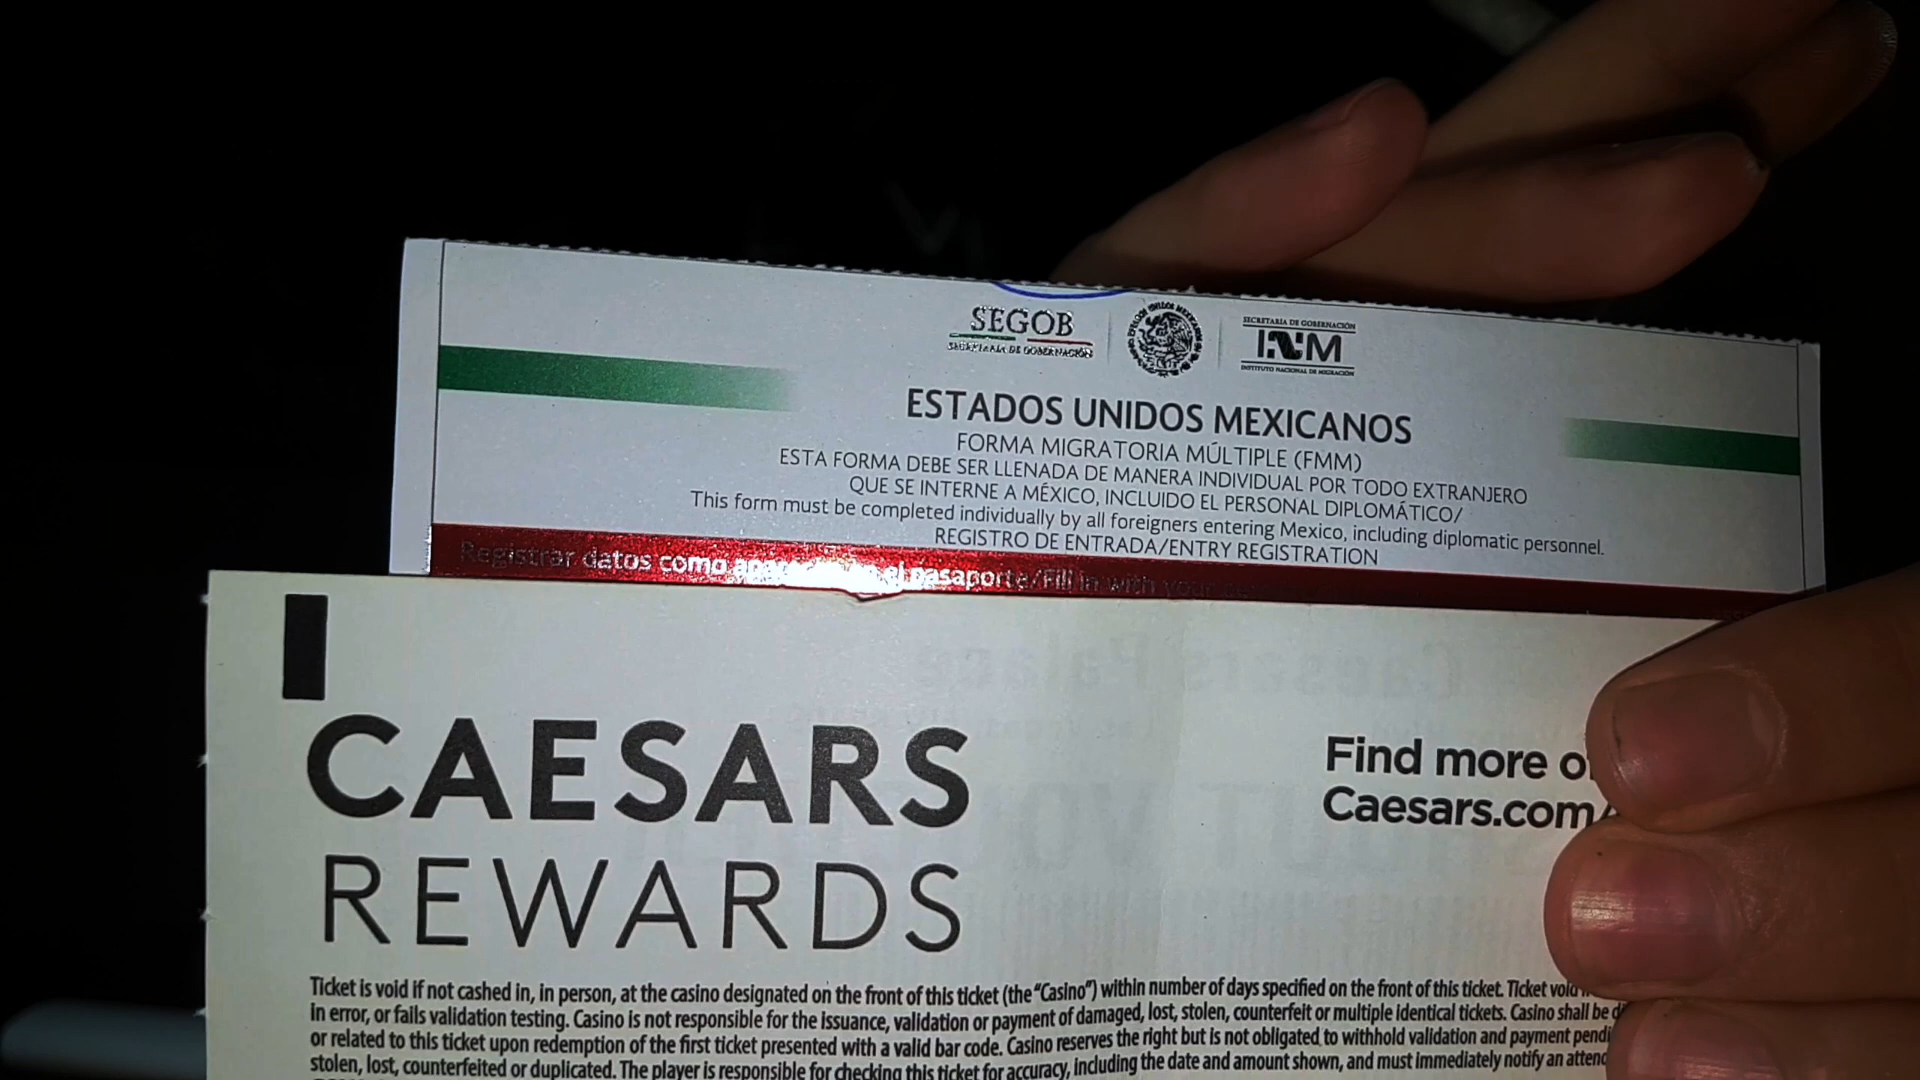 SEGOB
SECRETARÍA DE GOBERNACIÓN
ESTADOS UNIDOS MEXICANOS
SECRETARÍA DE GOBERNACIÓN
INM
INSTITUTO NACIONAL DE MIGRACIÓN
ESTADOS UNIDOS MEXICANOS
FORMA MIGRATORIA MÚLTIPLE (FMM)
ESTA FORMA DEBE SER LLENADA DE MANERA INDIVIDUAL POR TODO EXTRANJERO
QUE SE INTERNE A MÉXICO, INCLUIDO EL PERSONAL DIPLOMÁTICO/
This form must be completed individually by all foreigners entering Mexico, including diplomatic personnel.
REGISTRO DE ENTRADA/ENTRY REGISTRATION
Registrar datos como el pasaporte/Fill in with your
Caesars Palace
CAESARS
REWARDS
Find more
Caesars.com/
Ticket is void if not cashed in, in person, at the casino designated on the front of this ticket (the "Casino") within number of days specified on the front of this ticket. Ticket void
in error, or fails validation testing. Casino is not responsible for the issuance, validation or payment of damaged, lost, stolen, counterfeit or multiple identical tickets. Casino shall be
or related to this ticket upon redemption of the first ticket presented with a valid bar code. Casino reserves the right but is not obligated to withhold validation and payment
stolen, lost, counterfeited or duplicated. The player is responsible for checking this ticket for accuracy, including the date and amount shown, and must immediately notify an